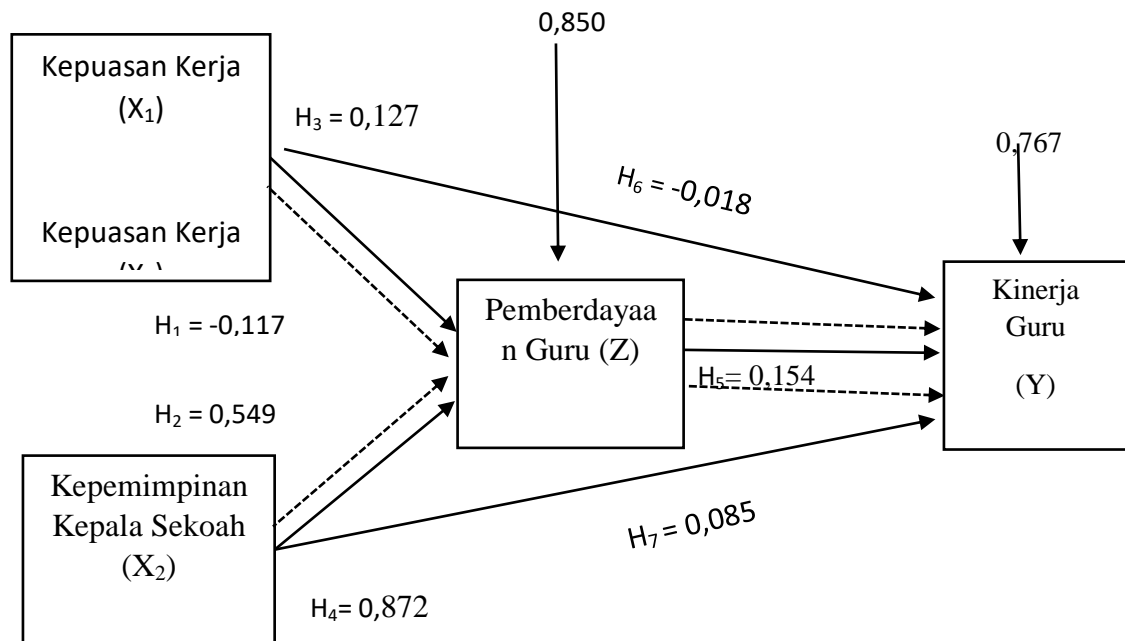 0,850
Kepuasan Kerja
(X₁)
H₃ = 0,127
0,767
H₆ = -0,018
Kepuasan Kerja
Kinerja
Guru
(Y)
Pemberdayaa
n Guru (Z)
H₁ = -0,117
H₅= 0,154
H₂ = 0,549
Kepemimpinan
Kepala Sekoah
(X₂)
H₇ = 0,085
H₄= 0,872